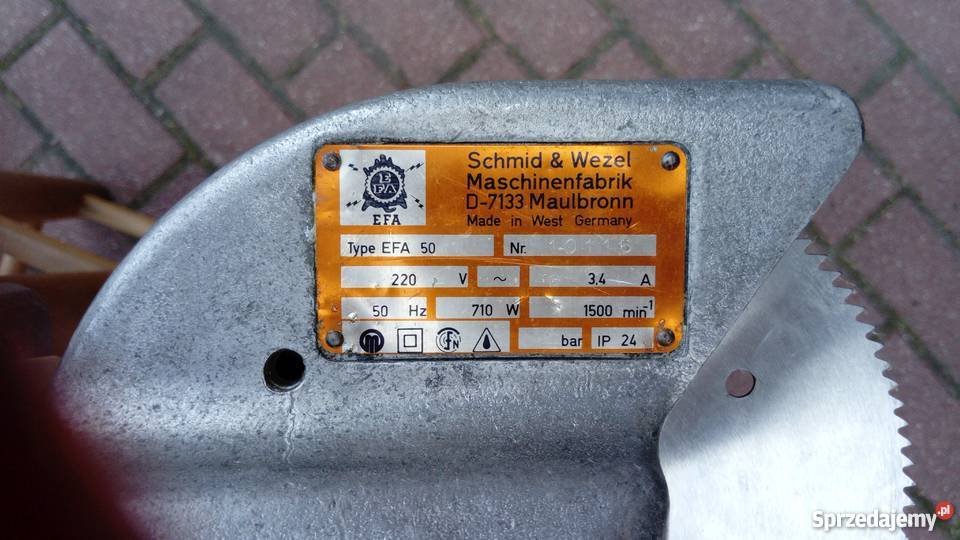 EFA
EFA
Schmid & Wezel
Maschinenfabrik
D-7133 Maulbronn
Made in West Germany
Type EFA 50 Nr.
220 V ~ 3,4 A
50 Hz 710 W 1500 min-1
bar IP 24
Sprzedajemy.pl